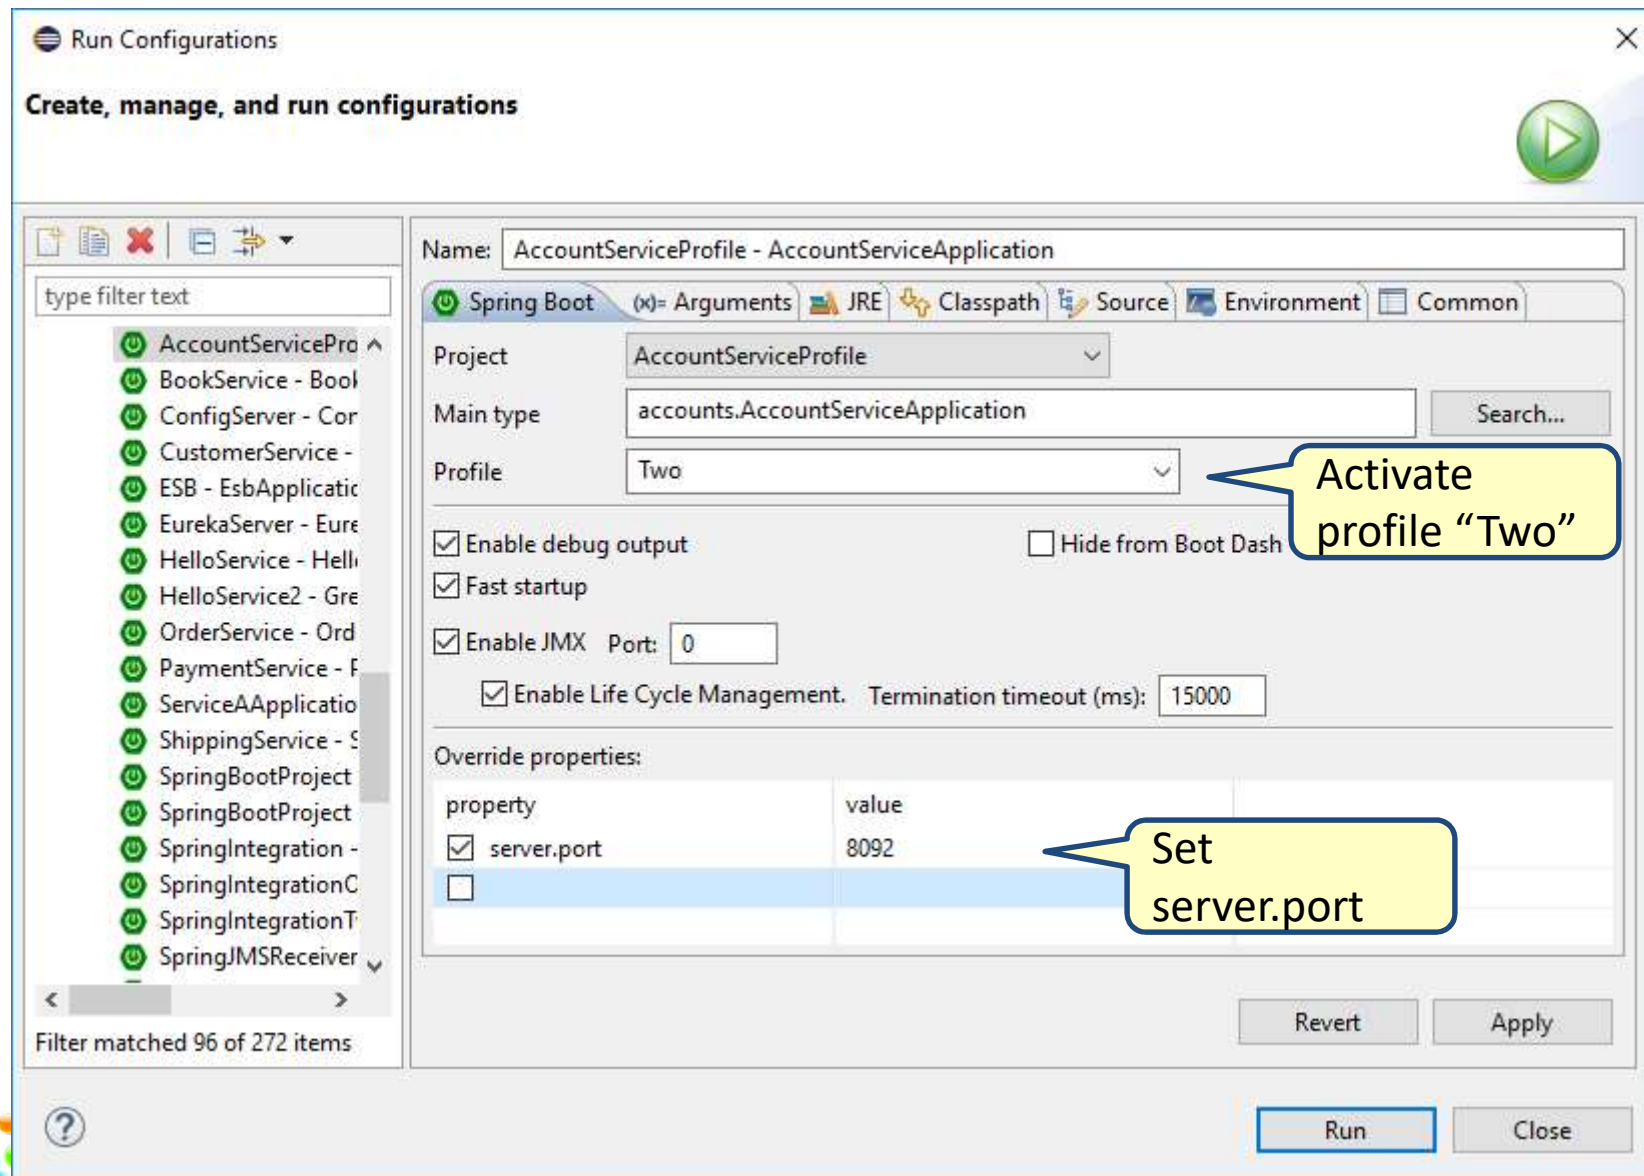 Run Configurations
Create, manage, and run configurations
type filter text
AccountServicePro
BookService - Book
ConfigServer - Cor
CustomerService -
ESB - EsbApplicatic
EurekaServer - Eure
HelloService - Hell
HelloService2 - Gre
OrderService - Ord
PaymentService - P
ServiceAApplicatio
ShippingService - S
SpringBootProject
SpringBootProject
SpringIntegration -
SpringIntegrationC
SpringIntegrationT
SpringJMSReceiver
Filter matched 96 of 272 items
Name: AccountServiceProfile - AccountServiceApplication
Spring Boot (x)= Arguments JRE Classpath Source Environment Common
Project AccountServiceProfile
Main type accounts.AccountServiceApplication Search...
Profile Two
Activate
profile “Two”
Enable debug output Hide from Boot Dash
Fast startup
Enable JMX Port: 0
Enable Life Cycle Management. Termination timeout (ms): 15000
Override properties:
property value
server.port 8092
Set
server.port
Revert Apply
Run Close